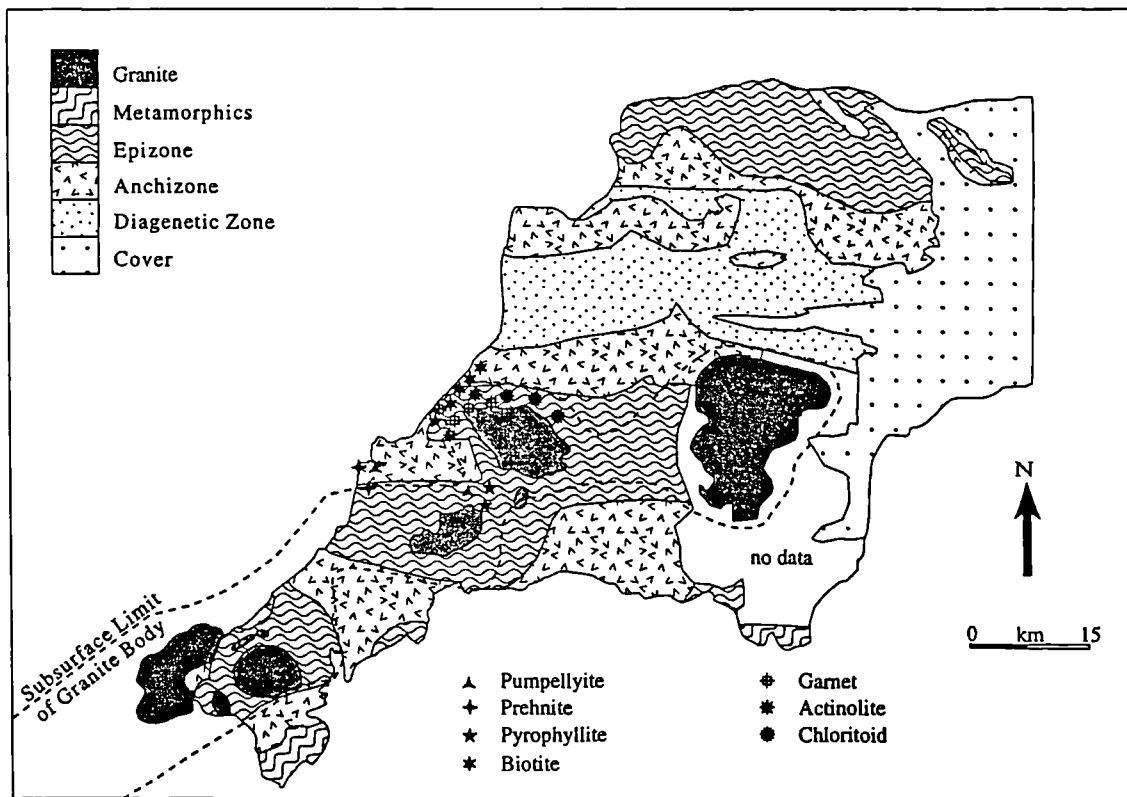 Granite
Metamorphics
Epizone
Anchizone
Diagenetic Zone
Cover
N
no data
0 km 15
Subsurface Limit
of Granite Body
Pumpellyite
Prehnite
Pyrophyllite
Biotite
Garnet
Actinolite
Chloritoid